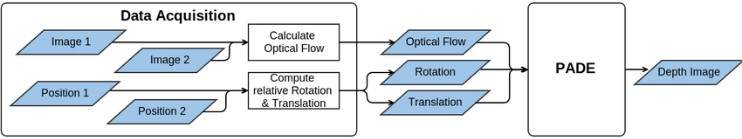 Data Acquisition
Image 1
Image 2
Calculate
Optical Flow
Optical Flow
Position 1
Position 2
Compute
relative Rotation
& Translation
Rotation
Translation
PADE
Depth Image